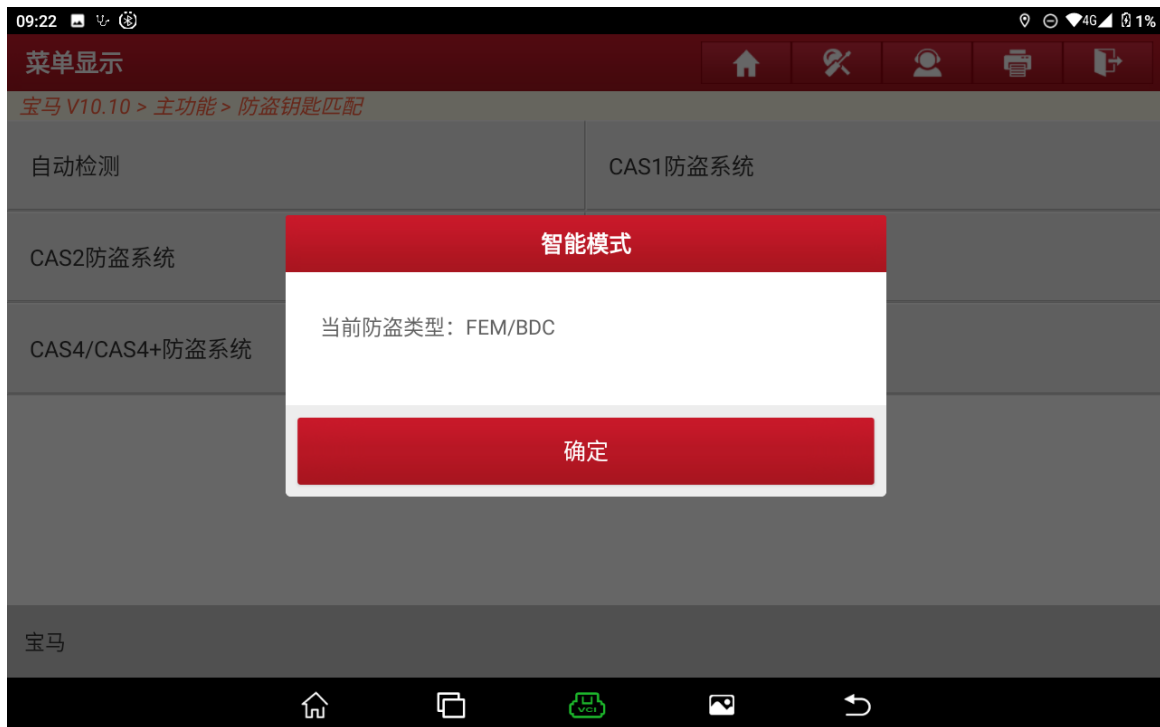 09:22
4G 1%
菜单显示
宝马 V10.10 > 主功能 > 防盗钥匙匹配
自动检测
CAS1防盗系统
CAS2防盗系统
CAS4/CAS4+防盗系统
智能模式
当前防盗类型：FEM/BDC
确定
宝马
VCI